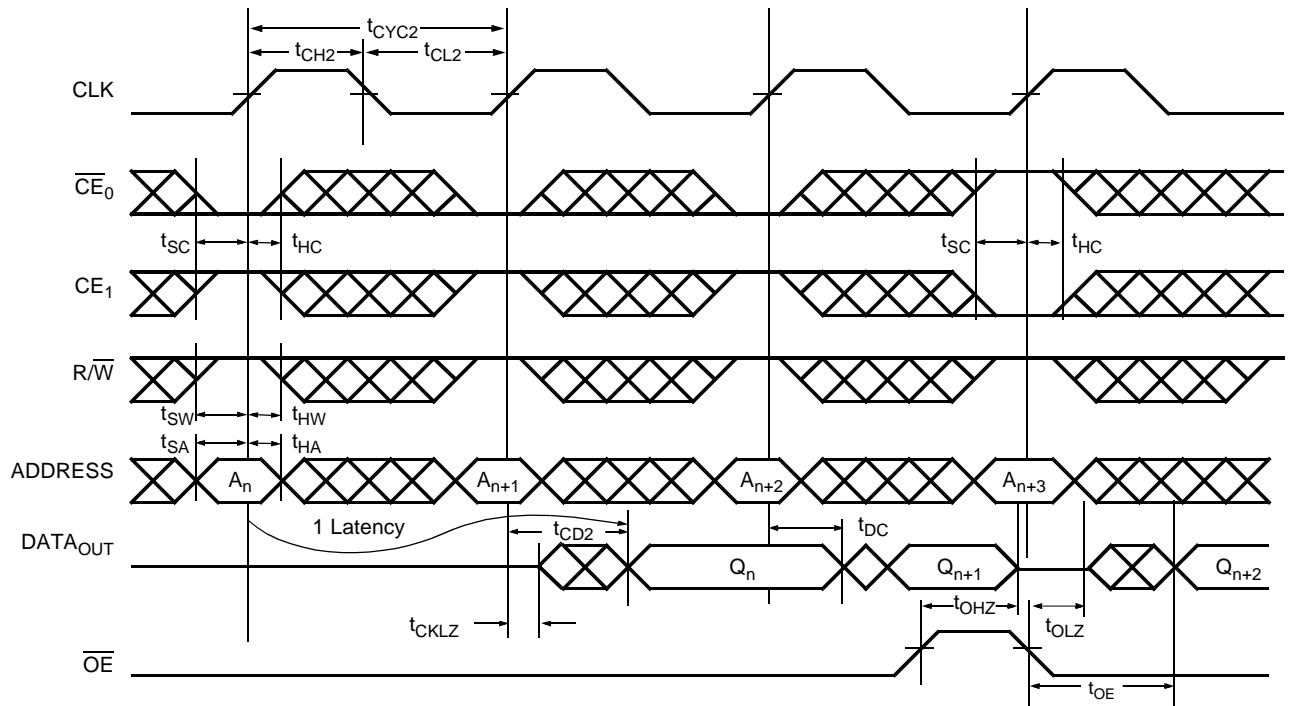 tCYC2
tCH2 tCL2
CLK
CE0
tSC tHC tSC tHC
CE1
R/W
tSW tHW
tSA tHA
ADDRESS An An+1 An+2 An+3
1 Latency tCD2 tDC
DATAOUT Qn Qn+1 Qn+2
tOHZ
tCKLZ tOLZ
OE
tOE